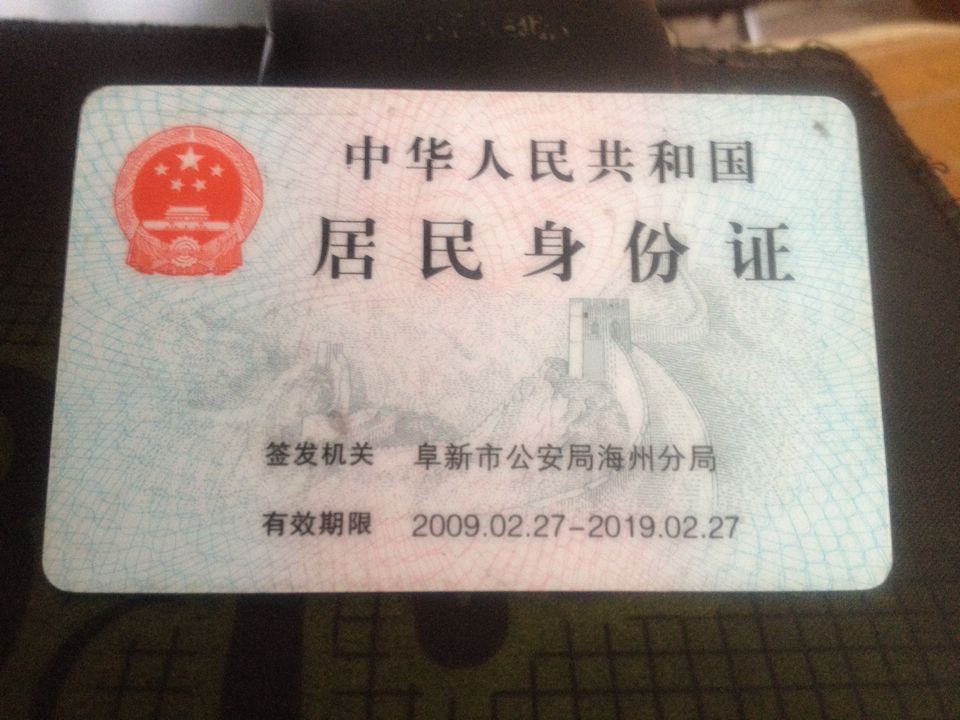 中华人民共和国
居民身份证
签发机关 阜新市公安局海州分局
有效期限 2009.02.27-2019.02.27